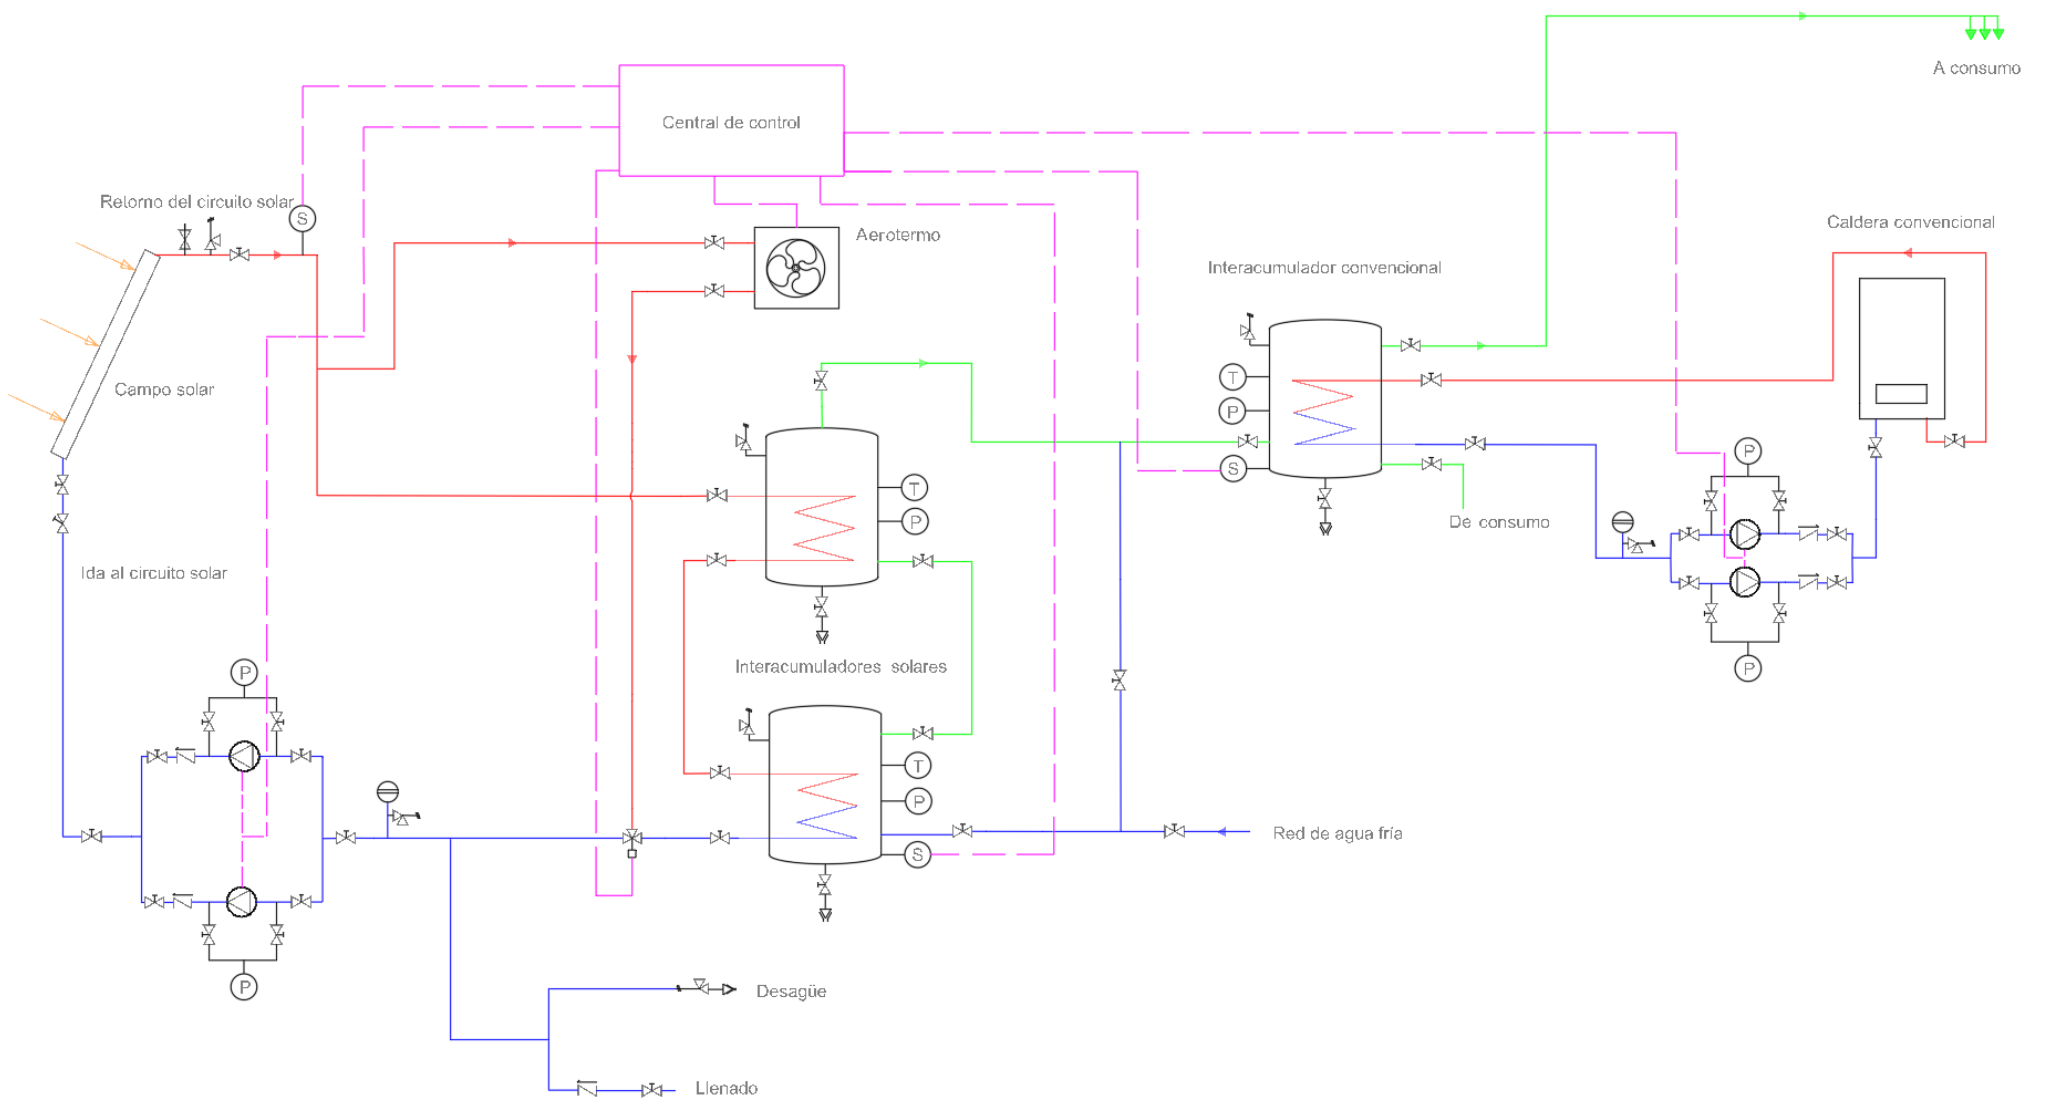 A consumo
Central de control
Retorno del circuito solar
S
Aerotermo
Caldera convencional
Interacumulador convencional
T
P
S
Campo solar
De consumo
P
P
T
P
Ida al circuito solar
Interacumuladores solares
P
T
P
S
Red de agua fría
P
Desagüe
Llenado